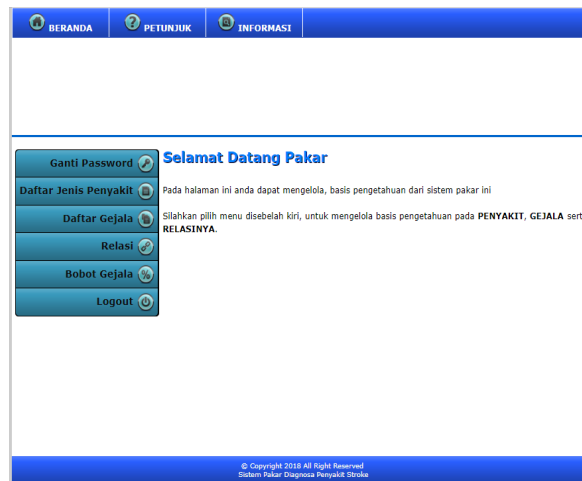 BERANDA PETUNJUK INFORMASI
Ganti Password
Daftar Jenis Penyakit
Daftar Gejala
Relasi
Bobot Gejala
Logout
Selamat Datang Pakar
Pada halaman ini anda dapat mengelola, basis pengetahuan dari sistem pakar ini
Silahkan pilih menu disebelah kiri, untuk mengelola basis pengetahuan pada PENYAKIT, GEJALA sert
RELASINYA.
© Copyright 2018 All Right Reserved
Sistem Pakar Diagnosa Penyakit Stroke